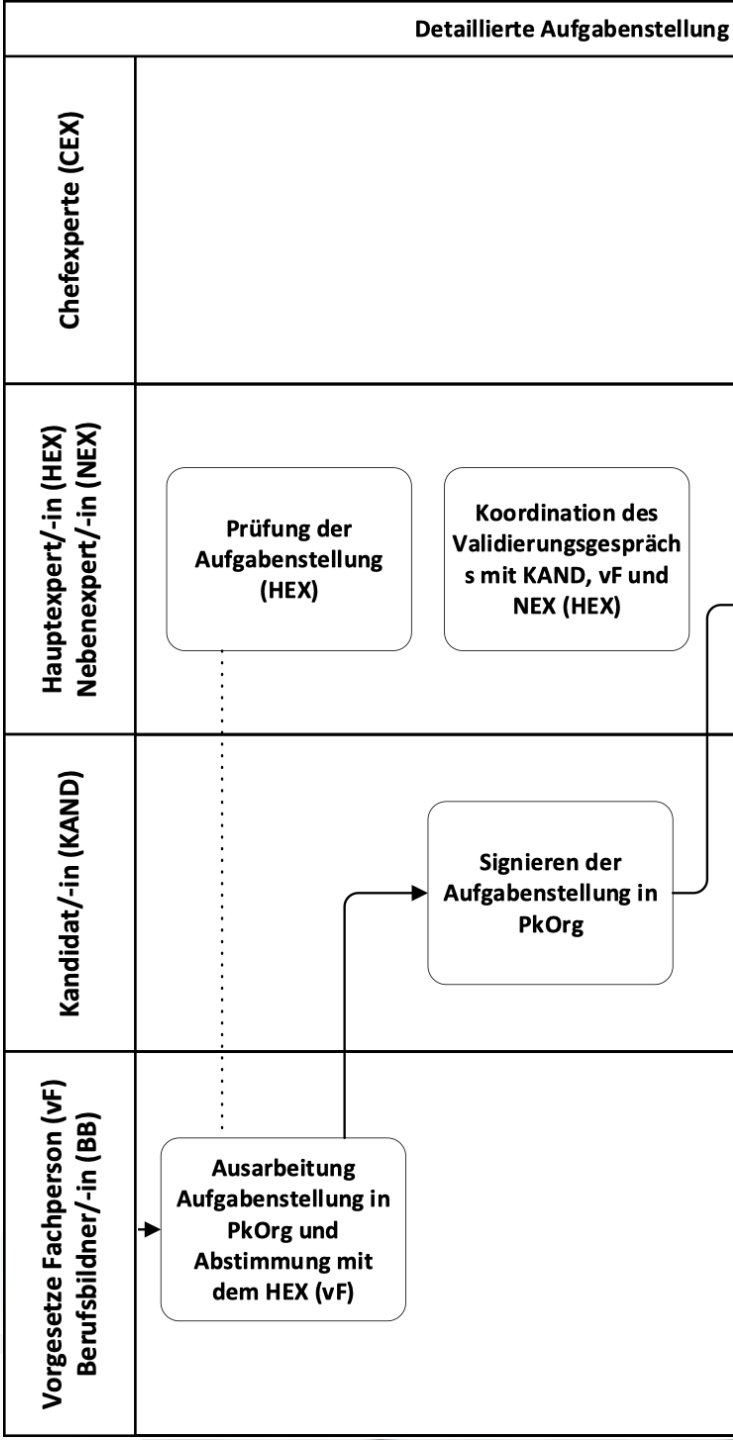 Detaillierte Aufgabenstellung
Chefexperte (CEX)
Hauptexpert/-in (HEX)
Nebenexpert/-in (NEX)
Prüfung der
Aufgabenstellung
(HEX)
Koordination des
Validierungsgespräch
s mit KAND, vF und
NEX (HEX)
Kandidat/-in (KAND)
Signieren der
Aufgabenstellung in
PkOrg
Vorgesetze Fachperson (vF)
Berufsbildner/-in (BB)
Ausarbeitung
Aufgabenstellung in
PkOrg und
Abstimmung mit
dem HEX (vF)